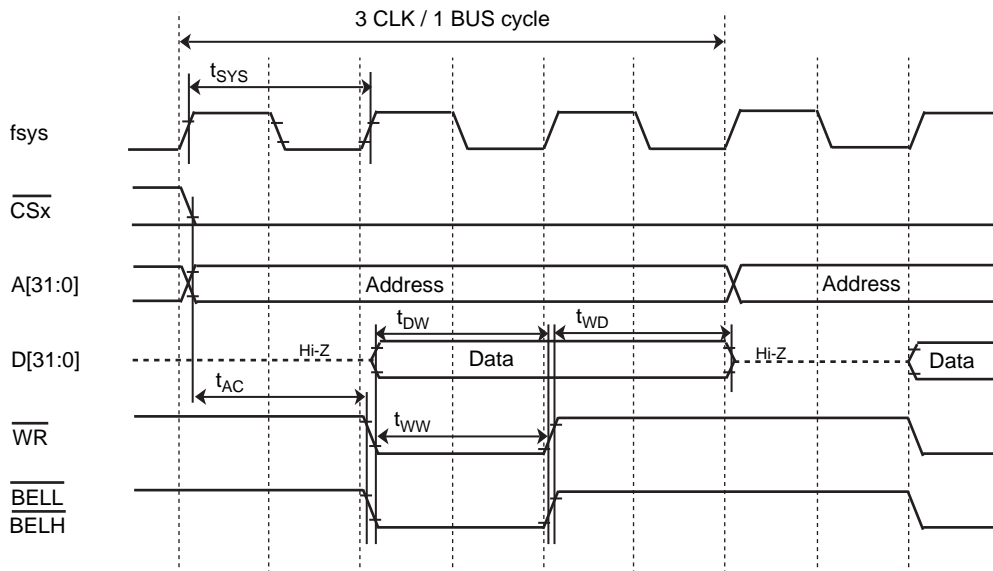 3 CLK / 1 BUS cycle
tSYS
fsys
CSx
A[31:0]
Address
Address
tDW
tWD
D[31:0]
Hi-Z
Data
Hi-Z
Data
tAC
WR
tWW
BELL
BELH